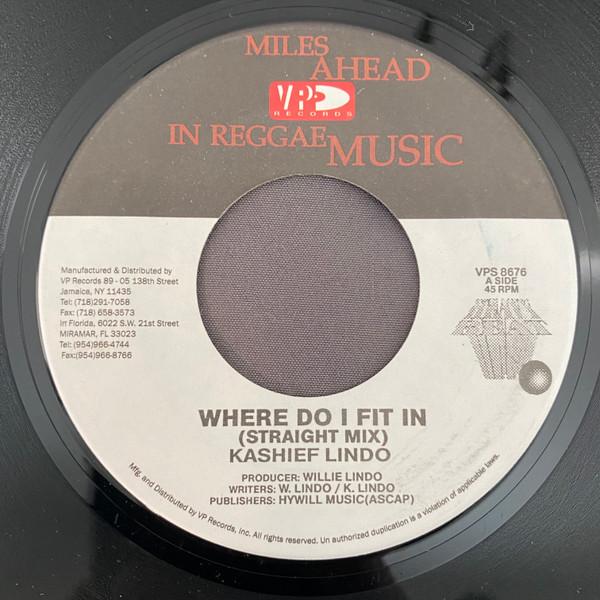 MILES
AHEAD
VP
RECORDS
IN REGGAE MUSIC
Manufactured & Distributed by
VP Records 89 - 05 138th Street
Jamaica, NY 11435
Tel: (718)291-7058
Fax: (718) 658-3573
In Florida, 6022 S.W. 21st Street
MIRAMAR, FL 33023
Tel: (954)966-4744
Fax:(954)966-8766
VPS 8676
A SIDE
45 RPM
HEAVY
BEAT
WHERE DO I FIT IN
(STRAIGHT MIX)
KASHIEF LINDO
PRODUCER: WILLIE LINDO
WRITERS: W. LINDO / K. LINDO
PUBLISHERS: HYWILL MUSIC(ASCAP)
Mfg. and Distributed by VP Records, inc. All rights reserved. Un authorized duplication is a violation of applicable laws.